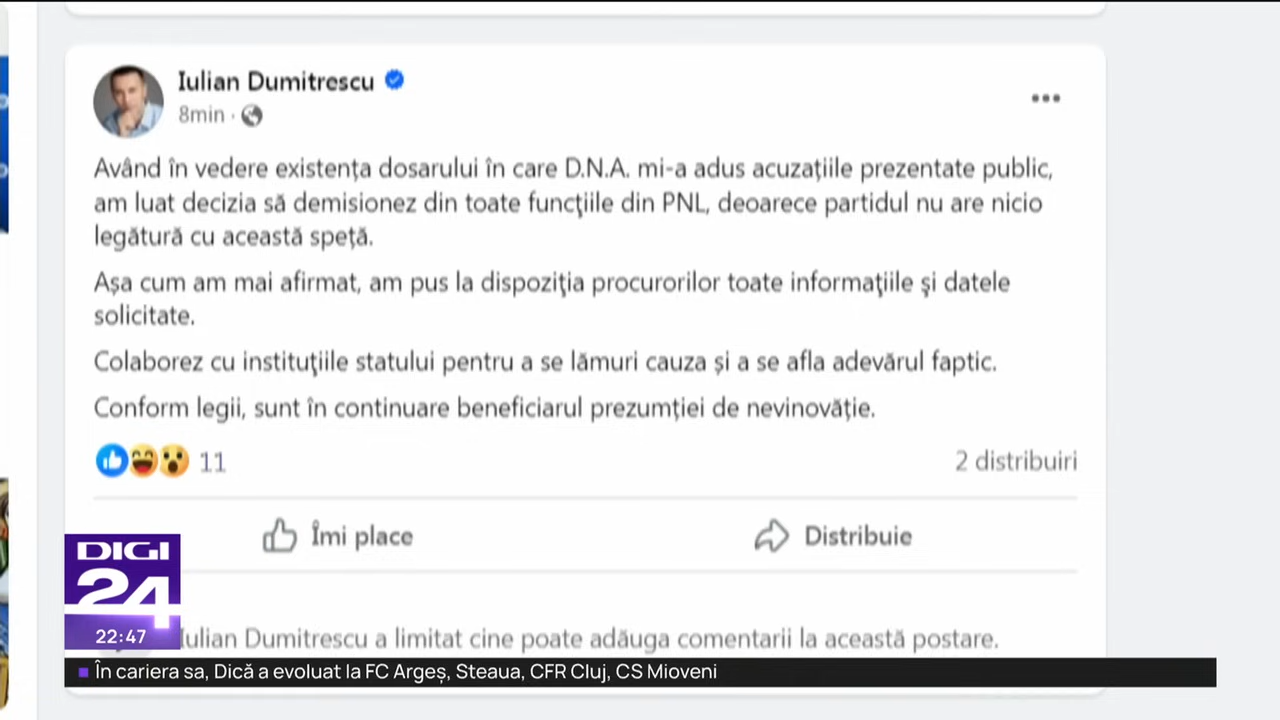 Iulian Dumitrescu
8min
Având în vedere existența dosarului în care D.N.A. mi-a adus acuzațiile prezentate public,
am luat decizia să demisionez din toate funcţiile din PNL, deoarece partidul nu are nicio
legătură cu această speță.
Așa cum am mai afirmat, am pus la dispoziţia procurorilor toate informaţiile şi datele
solicitate.
Colaborez cu instituţiile statului pentru a se lămuri cauza și a se afla adevărul faptic.
Conform legii, sunt în continuare beneficiarul prezumției de nevinovăție.
11
2 distribuiri
Îmi place
Distribuie
DIGI
24
22:47
Iulian Dumitrescu a limitat cine poate adăuga comentarii la această postare.
În cariera sa, Dică a evoluat la FC Argeș, Steaua, CFR Cluj, CS Mioveni